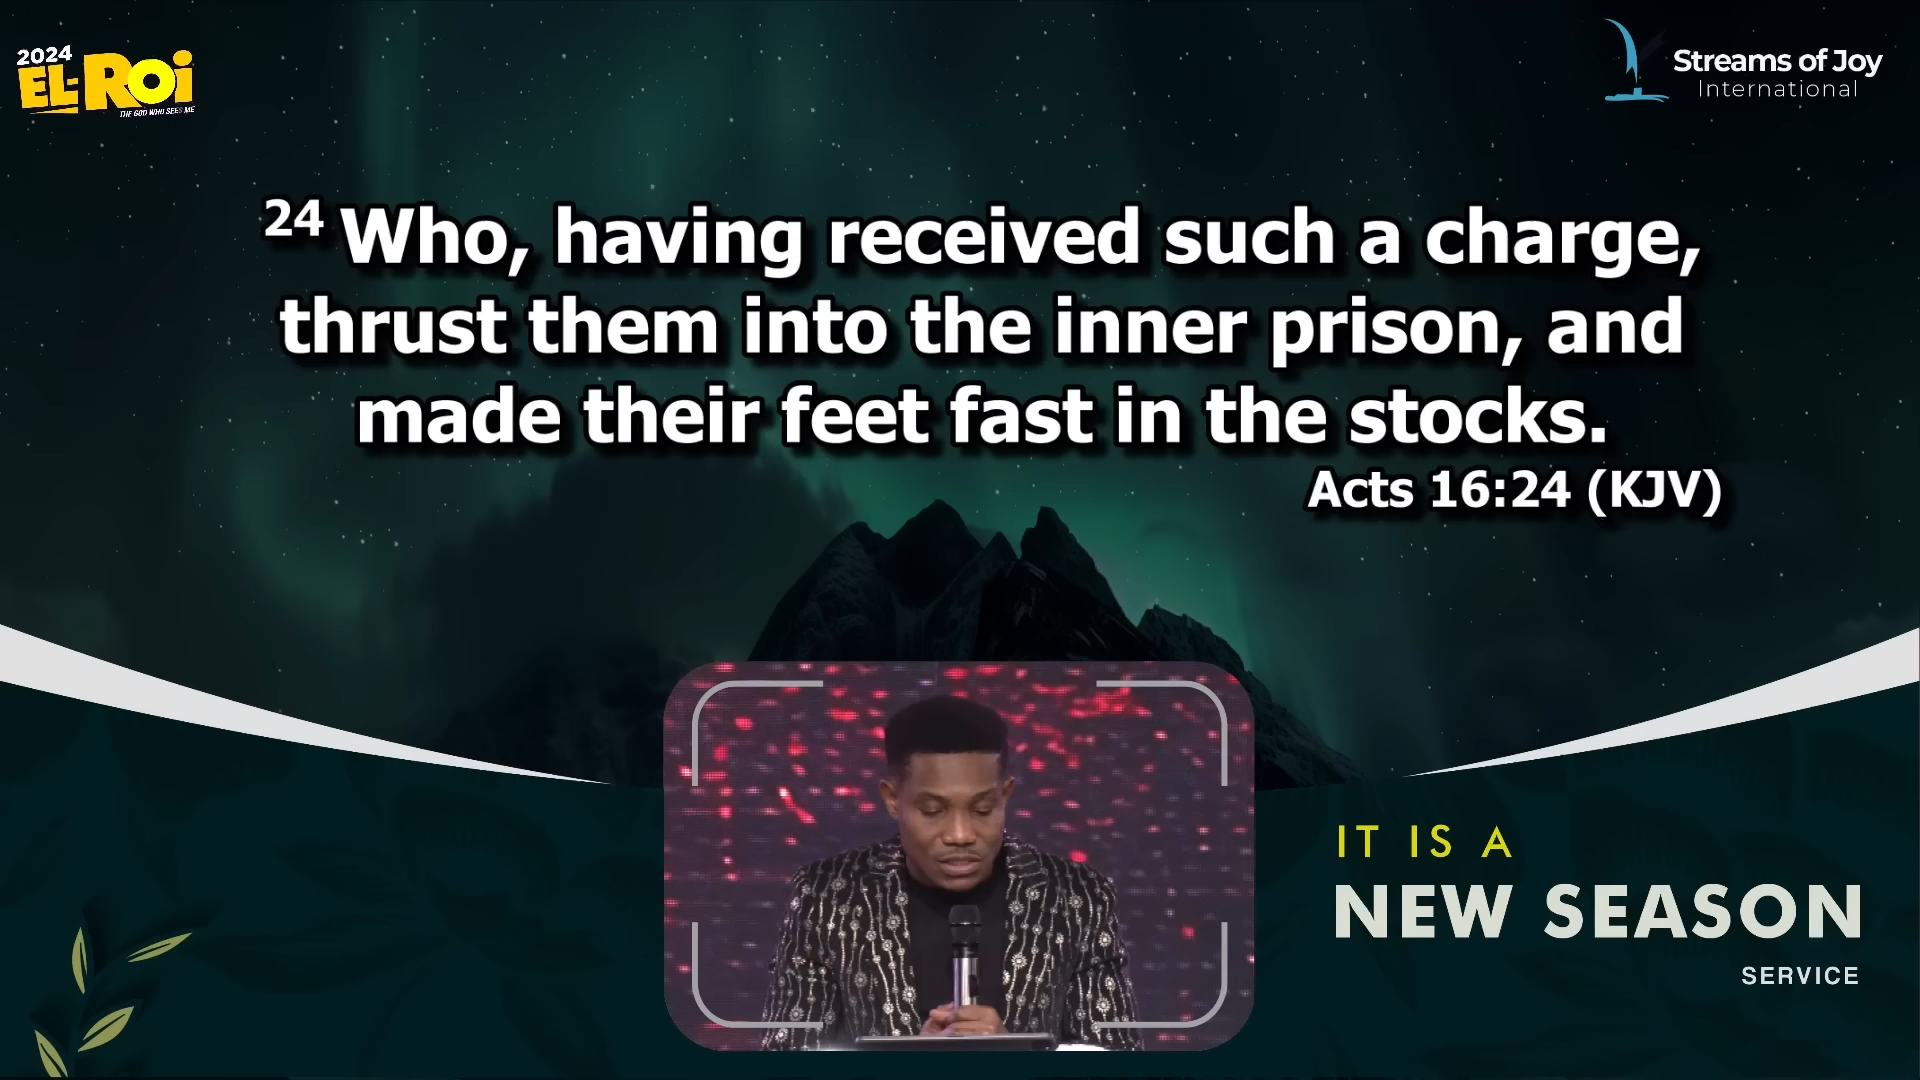 2024
EL-ROI
THE GOD WHO SEES ME
Streams of Joy
International
24 Who, having received such a charge,
thrust them into the inner prison, and
made their feet fast in the stocks.
Acts 16:24 (KJV)
IT IS A
NEW SEASON
SERVICE